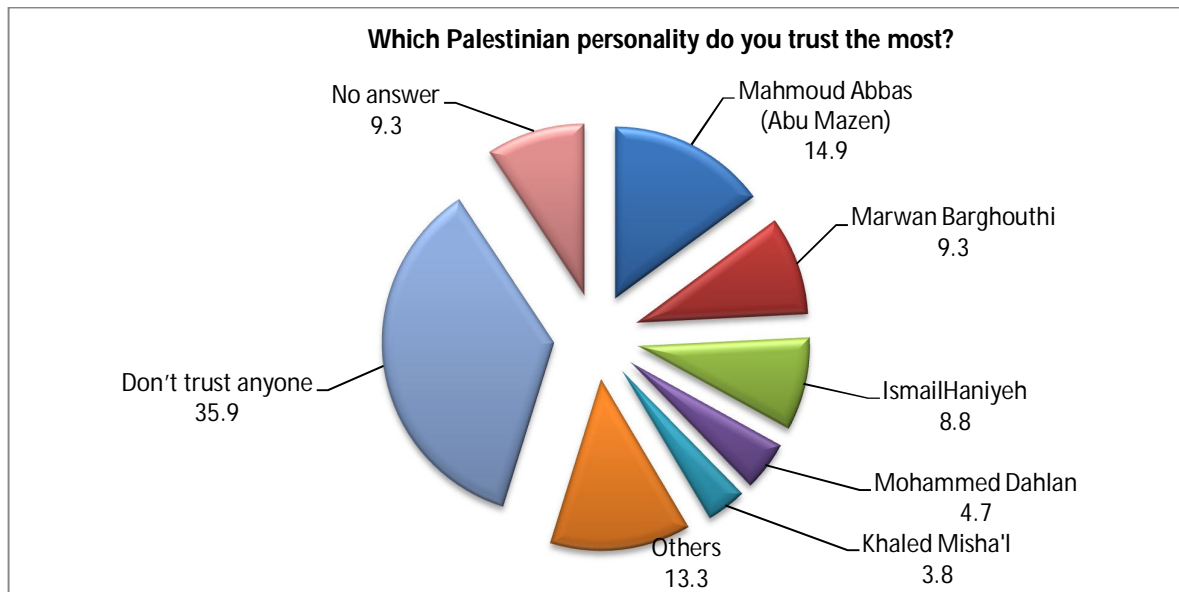 Which Palestinian personality do you trust the most?
No answer
9.3
Mahmoud Abbas
(Abu Mazen)
14.9
Marwan Barghouthi
9.3
IsmailHaniyeh
8.8
Mohammed Dahlan
4.7
Khaled Misha'l
3.8
Others
13.3
Don't trust anyone
35.9